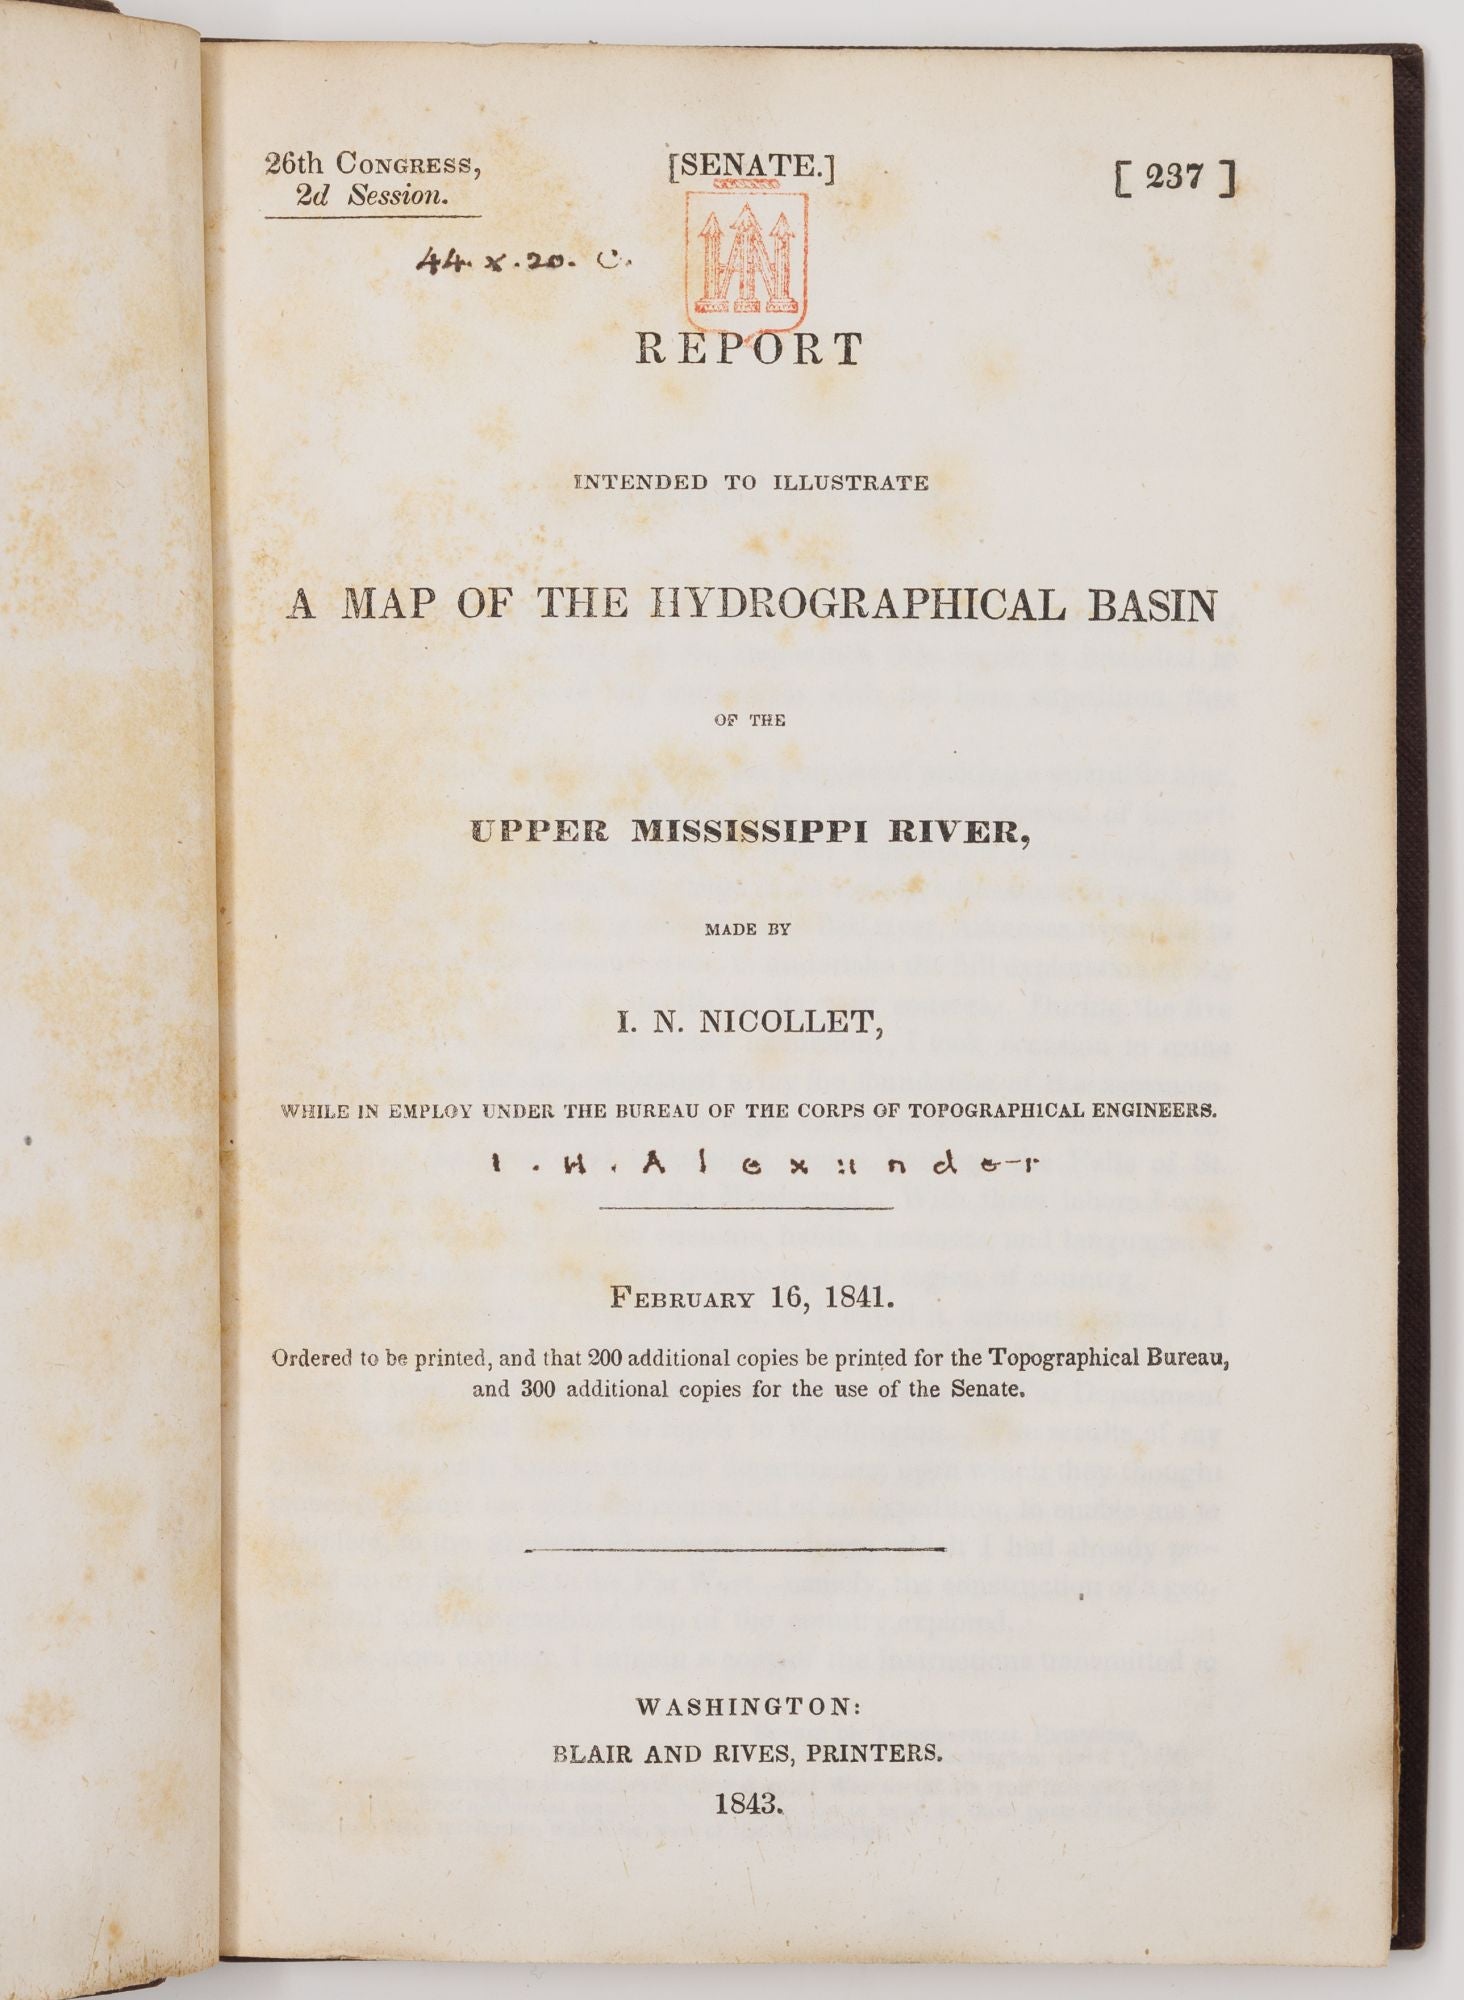 26th CONGRESS,
2d Session.
[SENATE.]
[ 237 ]
44. x. 20. C.
REPORT
INTENDED TO ILLUSTRATE
A MAP OF THE HYDROGRAPHICAL BASIN
OF THE
UPPER MISSISSIPPI RIVER,
MADE BY
I. N. NICOLLET,
WHILE IN EMPLOY UNDER THE BUREAU OF THE CORPS OF TOPOGRAPHICAL ENGINEERS.
I. H. Alexander
FEBRUARY 16, 1841.
Ordered to be printed, and that 200 additional copies be printed for the Topographical Bureau,
and 300 additional copies for the use of the Senate.
WASHINGTON:
BLAIR AND RIVES, PRINTERS.
1843.